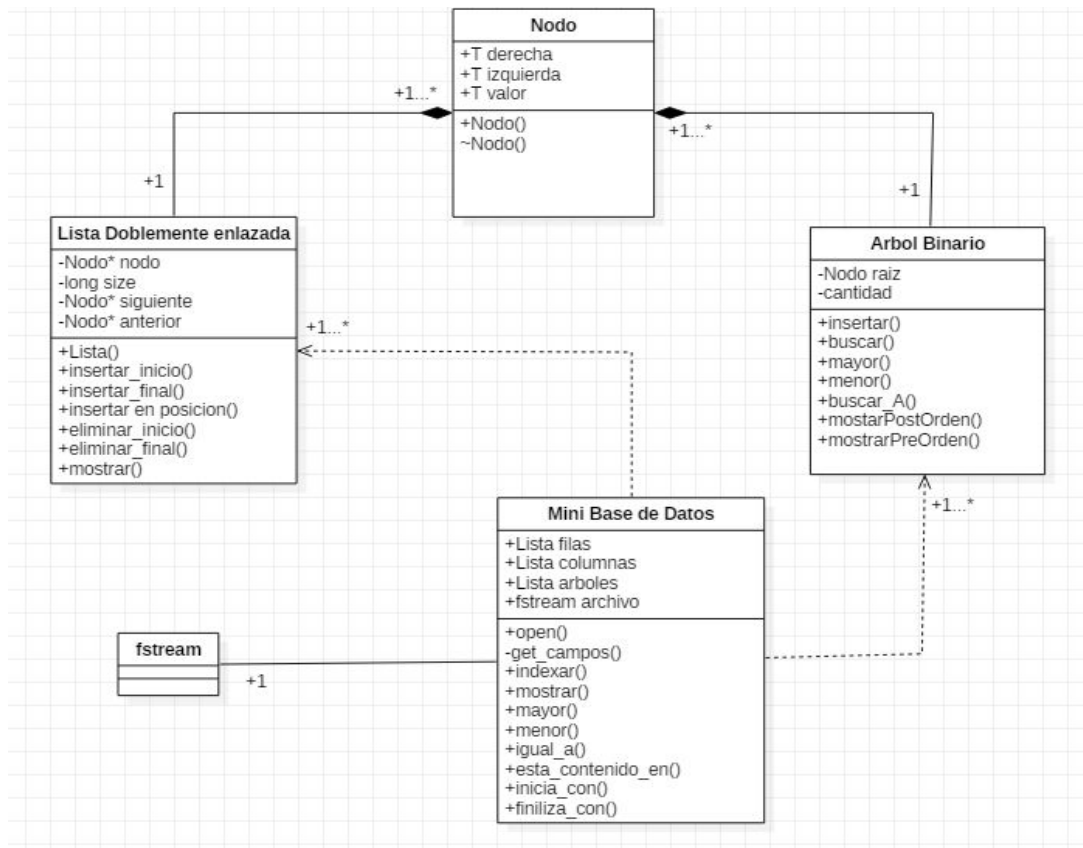 Nodo
+T derecha
+T izquierda
+T valor
+Nodo()
~Nodo()
+1...*
+1
+1...*
+1
Lista Doblemente enlazada
-Nodo* nodo
-long size
-Nodo* siguiente
-Nodo* anterior
+Lista()
+insertar_inicio()
+insertar_final()
+insertar en posicion()
+eliminar_inicio()
+eliminar_final()
+mostrar()
+1...*
Arbol Binario
-Nodo raiz
-cantidad
+insertar()
+buscar()
+mayor()
+menor()
+buscar_A()
+mostarPostOrden()
+mostrarPreOrden()
+1...*
Mini Base de Datos
+Lista filas
+Lista columnas
+Lista arboles
+fstream archivo
+open()
-get_campos()
+indexar()
+mostrar()
+mayor()
+menor()
+igual_a()
+esta_contenido_en()
+inicia_con()
+finiliza_con()
fstream
+1